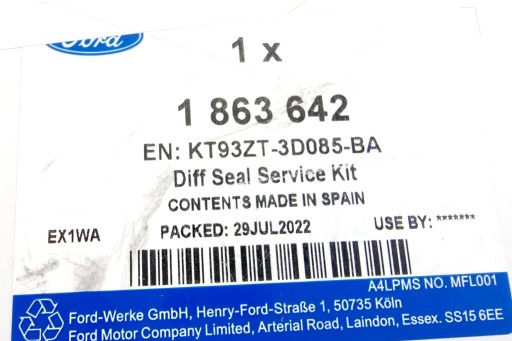 Ford
1 x
1 863 642
EN: KT93ZT-3D085-BA
Diff Seal Service Kit
CONTENTS MADE IN SPAIN
EX1WA PACKED: 29JUL2022 USE BY: *******
A4LPMS NO. MFL001
Ford-Werke GmbH, Henry-Ford-Straße 1, 50735 Köln
Ford Motor Company Limited, Arterial Road, Laindon, Essex. SS15 6EE